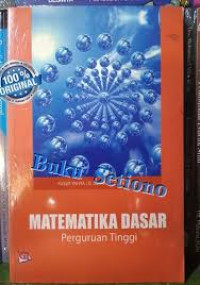 100%
ORIGINAL
Buku Setiono
MATEMATIKA DASAR
Perguruan Tinggi